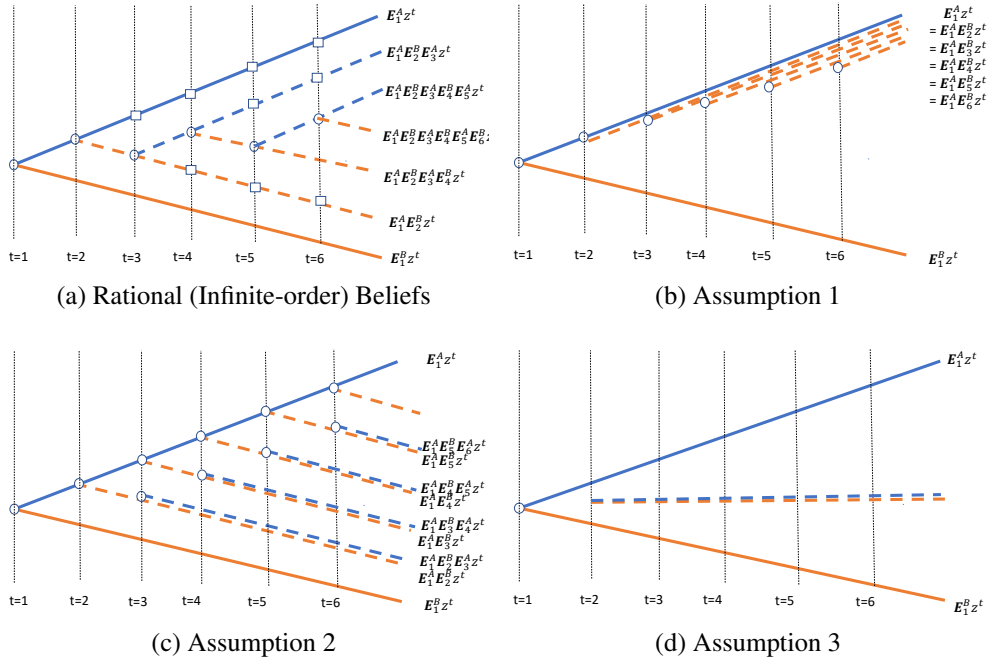 E₁ᴬzᵗ
E₁ᴬE₂ᴮE₃ᴬzᵗ
E₁ᴬE₂ᴮE₃ᴬE₄ᴮE₅ᴬzᵗ
E₁ᴬE₂ᴮE₃ᴬE₄ᴮE₅ᴬE₆ᴮz
E₁ᴬE₂ᴮE₃ᴬE₄ᴮzᵗ
E₁ᴬE₂ᴮzᵗ
E₁ᴮzᵗ
t=1 t=2 t=3 t=4 t=5 t=6
(a) Rational (Infinite-order) Beliefs
E₁ᴬzᵗ
= E₁ᴬE₂ᴮzᵗ
= E₁ᴬE₃ᴮzᵗ
= E₁ᴬE₄ᴮzᵗ
= E₁ᴬE₅ᴮzᵗ
= E₁ᴬE₆ᴮzᵗ
E₁ᴮzᵗ
t=1 t=2 t=3 t=4 t=5 t=6
(b) Assumption 1
E₁ᴬzᵗ
E₁ᴬE₅ᴮE₆ᴬzᵗ
E₁ᴬE₅ᴮzᵗ
E₁ᴬE₄ᴮE₅ᴬzᵗ
E₁ᴬE₄ᴮzᵗ
E₁ᴬE₃ᴮE₄ᴬzᵗ
E₁ᴬE₃ᴮzᵗ
E₁ᴬE₂ᴮE₃ᴬzᵗ
E₁ᴬE₂ᴮzᵗ
E₁ᴮzᵗ
t=1 t=2 t=3 t=4 t=5 t=6
(c) Assumption 2
E₁ᴬzᵗ
E₁ᴮzᵗ
t=1 t=2 t=3 t=4 t=5 t=6
(d) Assumption 3